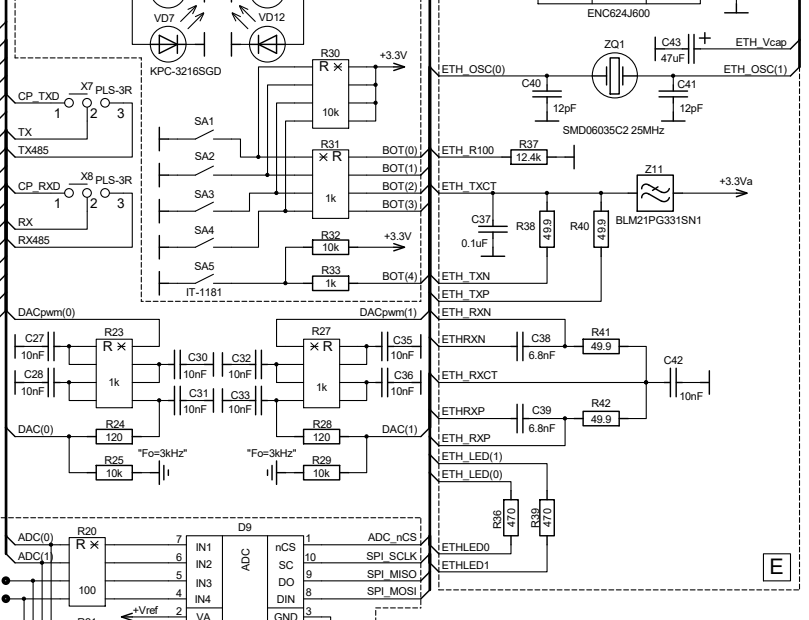 ENC624J600
VD7
VD12
KPC-3216SGD
R30
R
10k
+3.3V
ZQ1
C43
47uF
+
ETH_Vcap
ETH_OSC(0)
ETH_OSC(1)
C40
12pF
C41
12pF
SMD06035C2 25MHz
CP_TXD
X7
PLS-3R
1
2
3
TX
TX485
CP_RXD
X8
PLS-3R
1
2
3
RX
RX485
SA1
SA2
SA3
SA4
SA5
IT-1181
R31
R
1k
BOT(0)
BOT(1)
BOT(2)
BOT(3)
R32
10k
+3.3V
R33
1k
BOT(4)
ETH_R100
R37
12.4k
ETH_TXCT
Z11
+3.3Va
BLM21PG331SN1
C37
0.1uF
R38
49.9
R40
49.9
ETH_TXN
ETH_TXP
ETH_RXN
DACpwm(0)
DACpwm(1)
C27
10nF
R23
R
1k
C28
10nF
C30
10nF
C32
10nF
C31
10nF
C33
10nF
R27
R
1k
C35
10nF
C36
10nF
ETHRXN
C38
6.8nF
R41
49.9
ETH_RXCT
C42
10nF
ETHRXP
C39
6.8nF
R42
49.9
ETH_RXP
DAC(0)
R24
120
R25
10k
"Fo=3kHz"
"Fo=3kHz"
R28
120
R29
10k
DAC(1)
ETH_LED(1)
ETH_LED(0)
R36
470
R39
470
ETHLED0
ETHLED1
E
ADC(0)
ADC(1)
R20
R
100
7
6
5
4
2
D9
IN1
IN2
IN3
IN4
VA
ADC
nCS
SC
DO
DIN
GND
1
10
9
8
3
ADC_nCS
SPI_SCLK
SPI_MISO
SPI_MOSI
+Vref